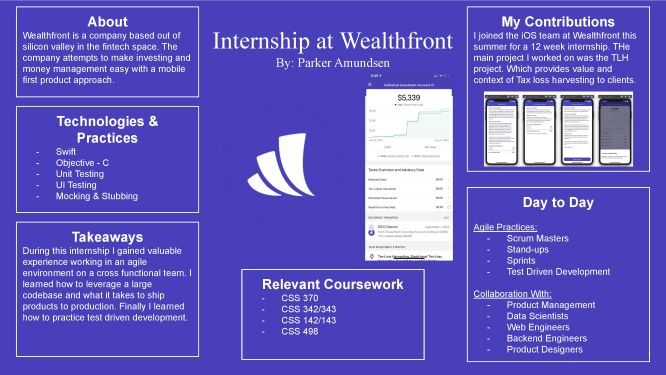 About
Wealthfront is a company based out of
silicon valley in the fintech space. The
company attempts to make investing and
money management easy with a mobile
first product approach.
Technologies &
Practices
- Swift
- Objective - C
- Unit Testing
- UI Testing
- Mocking & Stubbing
Takeaways
During this internship I gained valuable
experience working in an agile
environment on a cross functional team. I
learned how to leverage a large
codebase and what it takes to ship
products to production. Finally I learned
how to practice test driven development.
Internship at Wealthfront
By: Parker Amundsen
Individual Investment Account
$5,339
Taxes Overview and Advisory Fees
Relevant Coursework
- CSS 370
- CSS 342/343
- CSS 142/143
- CSS 498
My Contributions
I joined the iOS team at Wealthfront this
summer for a 12 week internship. THe
main project I worked on was the TLH
project. Which provides value and
context of Tax loss harvesting to clients.
Day to Day
Agile Practices:
- Scrum Masters
- Stand-ups
- Sprints
- Test Driven Development
Collaboration With:
- Product Management
- Data Scientists
- Web Engineers
- Backend Engineers
- Product Designers